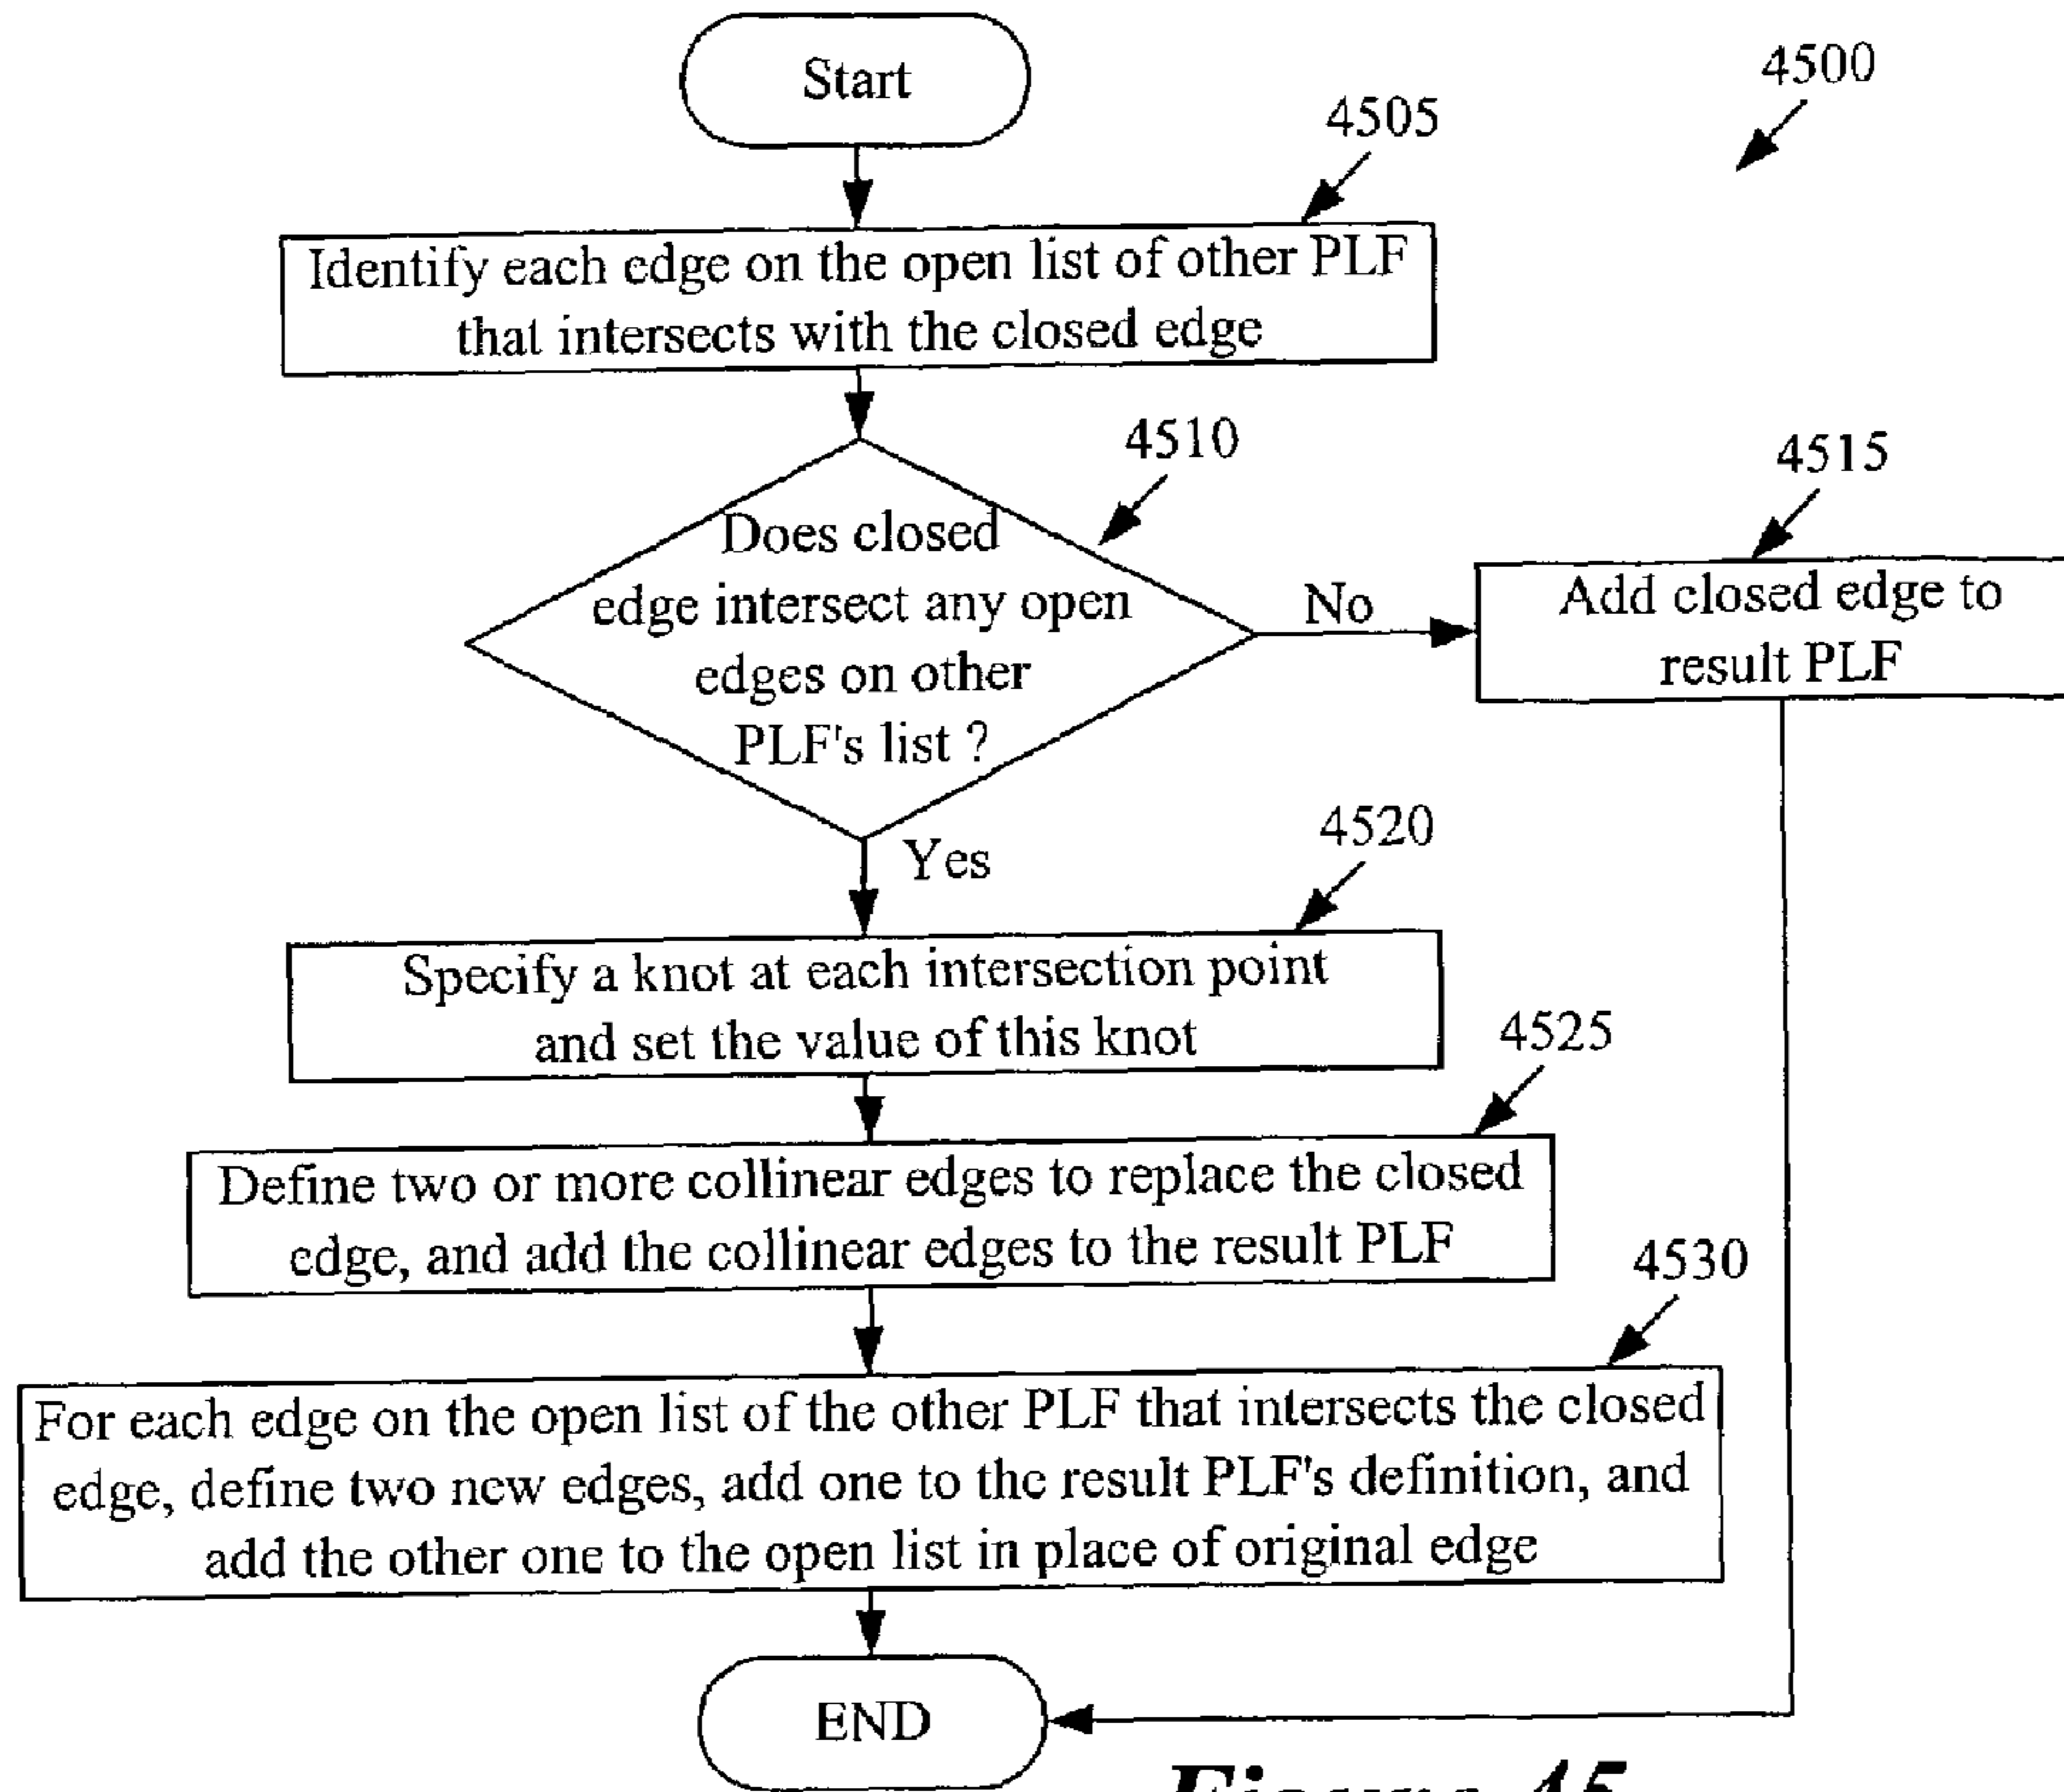 Start
4500
4505
Identify each edge on the open list of other PLF
that intersects with the closed edge
4510
Does closed
edge intersect any open
edges on other
PLF's list ?
No
4515
Add closed edge to
result PLF
Yes
4520
Specify a knot at each intersection point
and set the value of this knot
4525
Define two or more collinear edges to replace the closed
edge, and add the collinear edges to the result PLF
4530
For each edge on the open list of the other PLF that intersects the closed
edge, define two new edges, add one to the result PLF's definition, and
add the other one to the open list in place of original edge
END
Figure 45